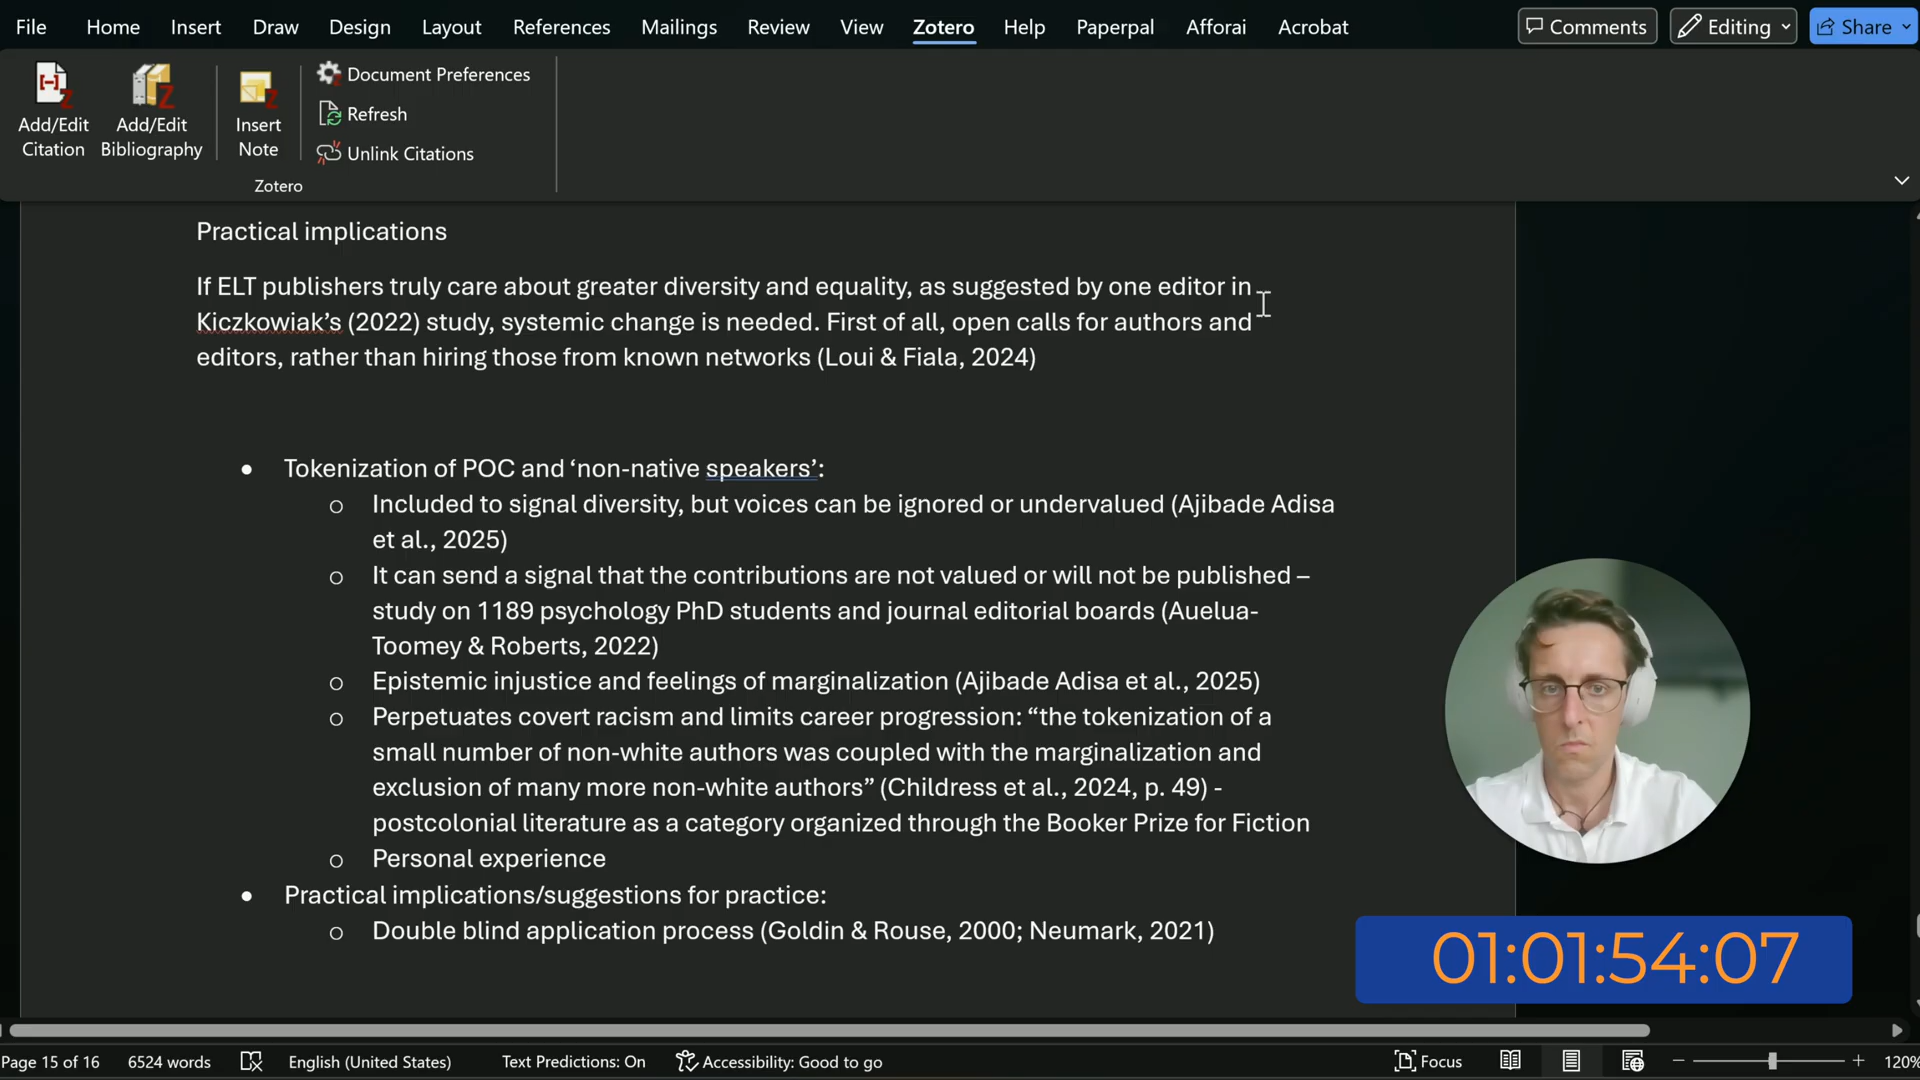 File Home Insert Draw Design Layout References Mailings Review View Zotero Help Paperpal Afforai Acrobat Comments Editing Share
Add/Edit Citation
Add/Edit Bibliography
Insert Note
Document Preferences
Refresh
Unlink Citations
Zotero
Practical implications
If ELT publishers truly care about greater diversity and equality, as suggested by one editor in
Kiczkowiak’s (2022) study, systemic change is needed. First of all, open calls for authors and
editors, rather than hiring those from known networks (Loui & Fiala, 2024)
• Tokenization of POC and ‘non-native speakers’:
o Included to signal diversity, but voices can be ignored or undervalued (Ajibade Adisa
et al., 2025)
o It can send a signal that the contributions are not valued or will not be published –
study on 1189 psychology PhD students and journal editorial boards (Auelua-
Toomey & Roberts, 2022)
o Epistemic injustice and feelings of marginalization (Ajibade Adisa et al., 2025)
o Perpetuates covert racism and limits career progression: “the tokenization of a
small number of non-white authors was coupled with the marginalization and
exclusion of many more non-white authors” (Childress et al., 2024, p. 49) -
postcolonial literature as a category organized through the Booker Prize for Fiction
o Personal experience
• Practical implications/suggestions for practice:
o Double blind application process (Goldin & Rouse, 2000; Neumark, 2021)
01:01:54:07
Page 15 of 16 6524 words English (United States) Text Predictions: On Accessibility: Good to go Focus 120%